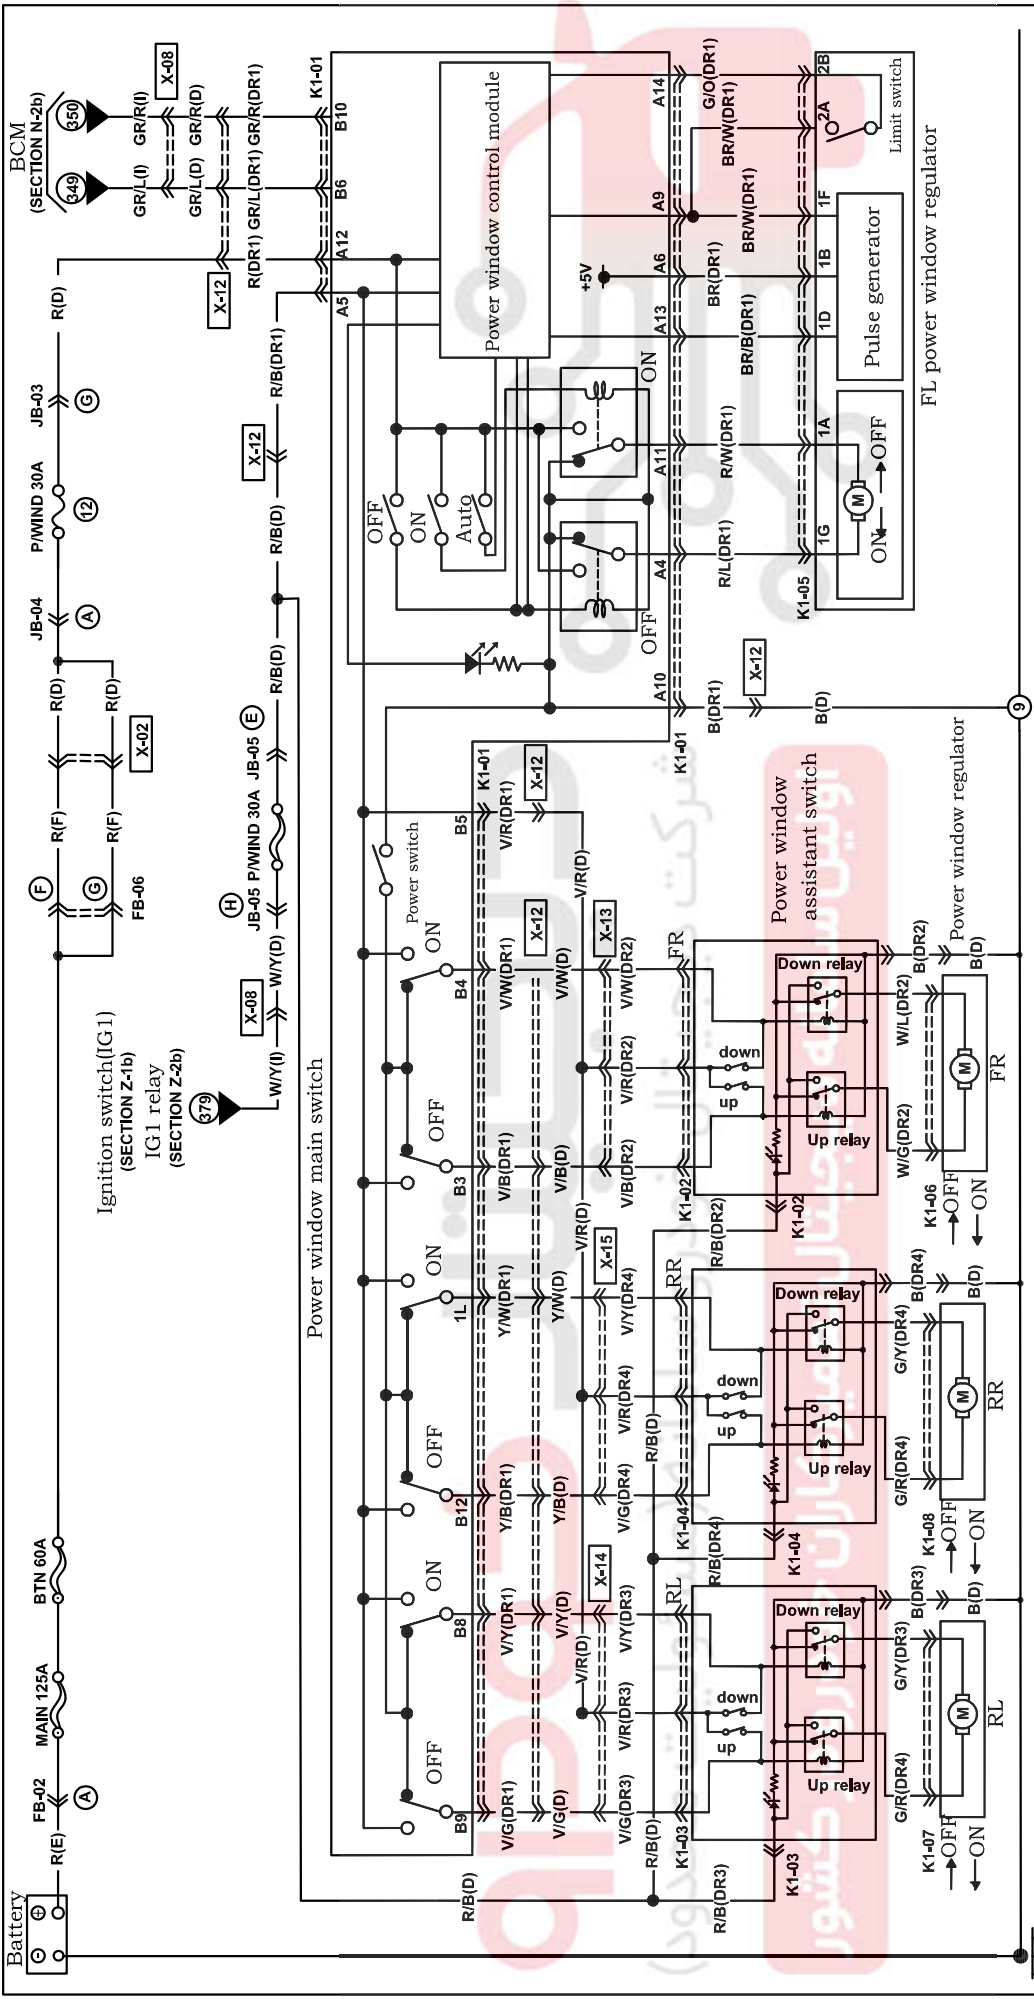 Battery
R(E)
FB-02
A
MAIN 125A
BTN 60A
F
G
FB-06
R(F)
R(F)
X-02
R(D)
R(D)
JB-04
A
P/WIND 30A
12
JB-03
G
R(D)
BCM
(SECTION N-2b)
349
350
GR/L(I)
GR/R(I)
X-08
GR/L(D)
GR/R(D)
X-12
R(DR1)
GR/L(DR1)
GR/R(DR1)
K1-01
Ignition switch(IG1)
(SECTION Z-1b)
IG1 relay
(SECTION Z-2b)
379
W/Y(I)
X-08
W/Y(D)
H
JB-05
P/WIND 30A
JB-05
E
R/B(D)
R/B(D)
X-12
R/B(DR1)
A5
A12
B6
B10
Power window main switch
OFF
ON
OFF
ON
OFF
ON
Power switch
OFF
ON
Auto
Power window control module
+5V
OFF
ON
B9
B8
B12
1L
B3
B4
B5
K1-01
A10
A4
A11
A13
A6
A9
A14
K1-01
V/G(DR1)
V/Y(DR1)
Y/B(DR1)
Y/W(DR1)
V/B(DR1)
V/W(DR1)
V/R(DR1)
X-12
X-12
B(DR1)
X-12
B(D)
R/L(DR1)
R/W(DR1)
BR/B(DR1)
BR(DR1)
BR/W(DR1)
BR/W(DR1)
G/O(DR1)
K1-05
1G
1A
1D
1B
1F
2A
2B
M
ON
OFF
Pulse generator
Limit switch
FL power window regulator
R/B(D)
V/G(D)
V/Y(D)
Y/B(D)
Y/W(D)
V/B(D)
V/W(D)
V/R(D)
V/R(D)
V/R(D)
X-14
X-15
X-13
V/G(DR3)
V/R(DR3)
V/Y(DR3)
V/G(DR4)
V/R(DR4)
V/Y(DR4)
V/B(DR2)
V/R(DR2)
V/W(DR2)
R/B(D)
R/B(D)
K1-03
RL
K1-04
RR
K1-02
FR
R/B(DR3)
R/B(DR4)
R/B(DR2)
up
down
up
down
up
down
Power window
assistant switch
K1-03
Up relay
Down relay
K1-04
Up relay
Down relay
K1-02
Up relay
Down relay
G/R(DR4)
G/Y(DR3)
B(DR3)
G/R(DR4)
G/Y(DR4)
B(DR4)
W/G(DR2)
W/L(DR2)
B(DR2)
K1-07
K1-08
K1-06
OFF
ON
M
RL
B(D)
OFF
ON
M
RR
B(D)
OFF
ON
M
FR
B(D)
Power window regulator
9